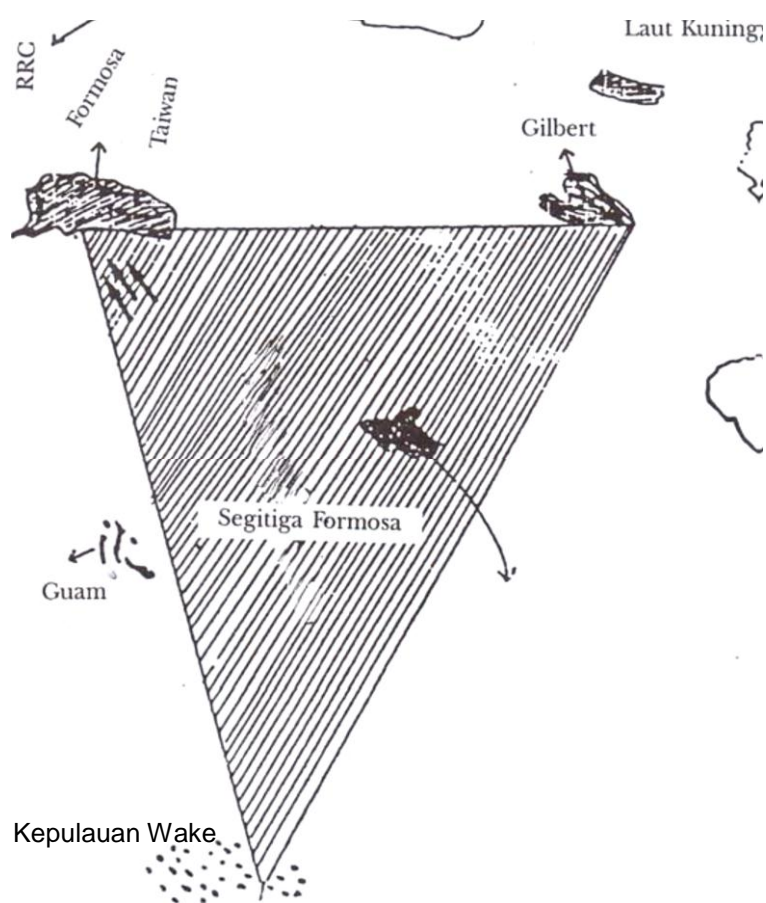 Laut Kuning
RRC
Formosa
Taiwan
Gilbert
Segitiga Formosa
Guam
Kepulauan Wake